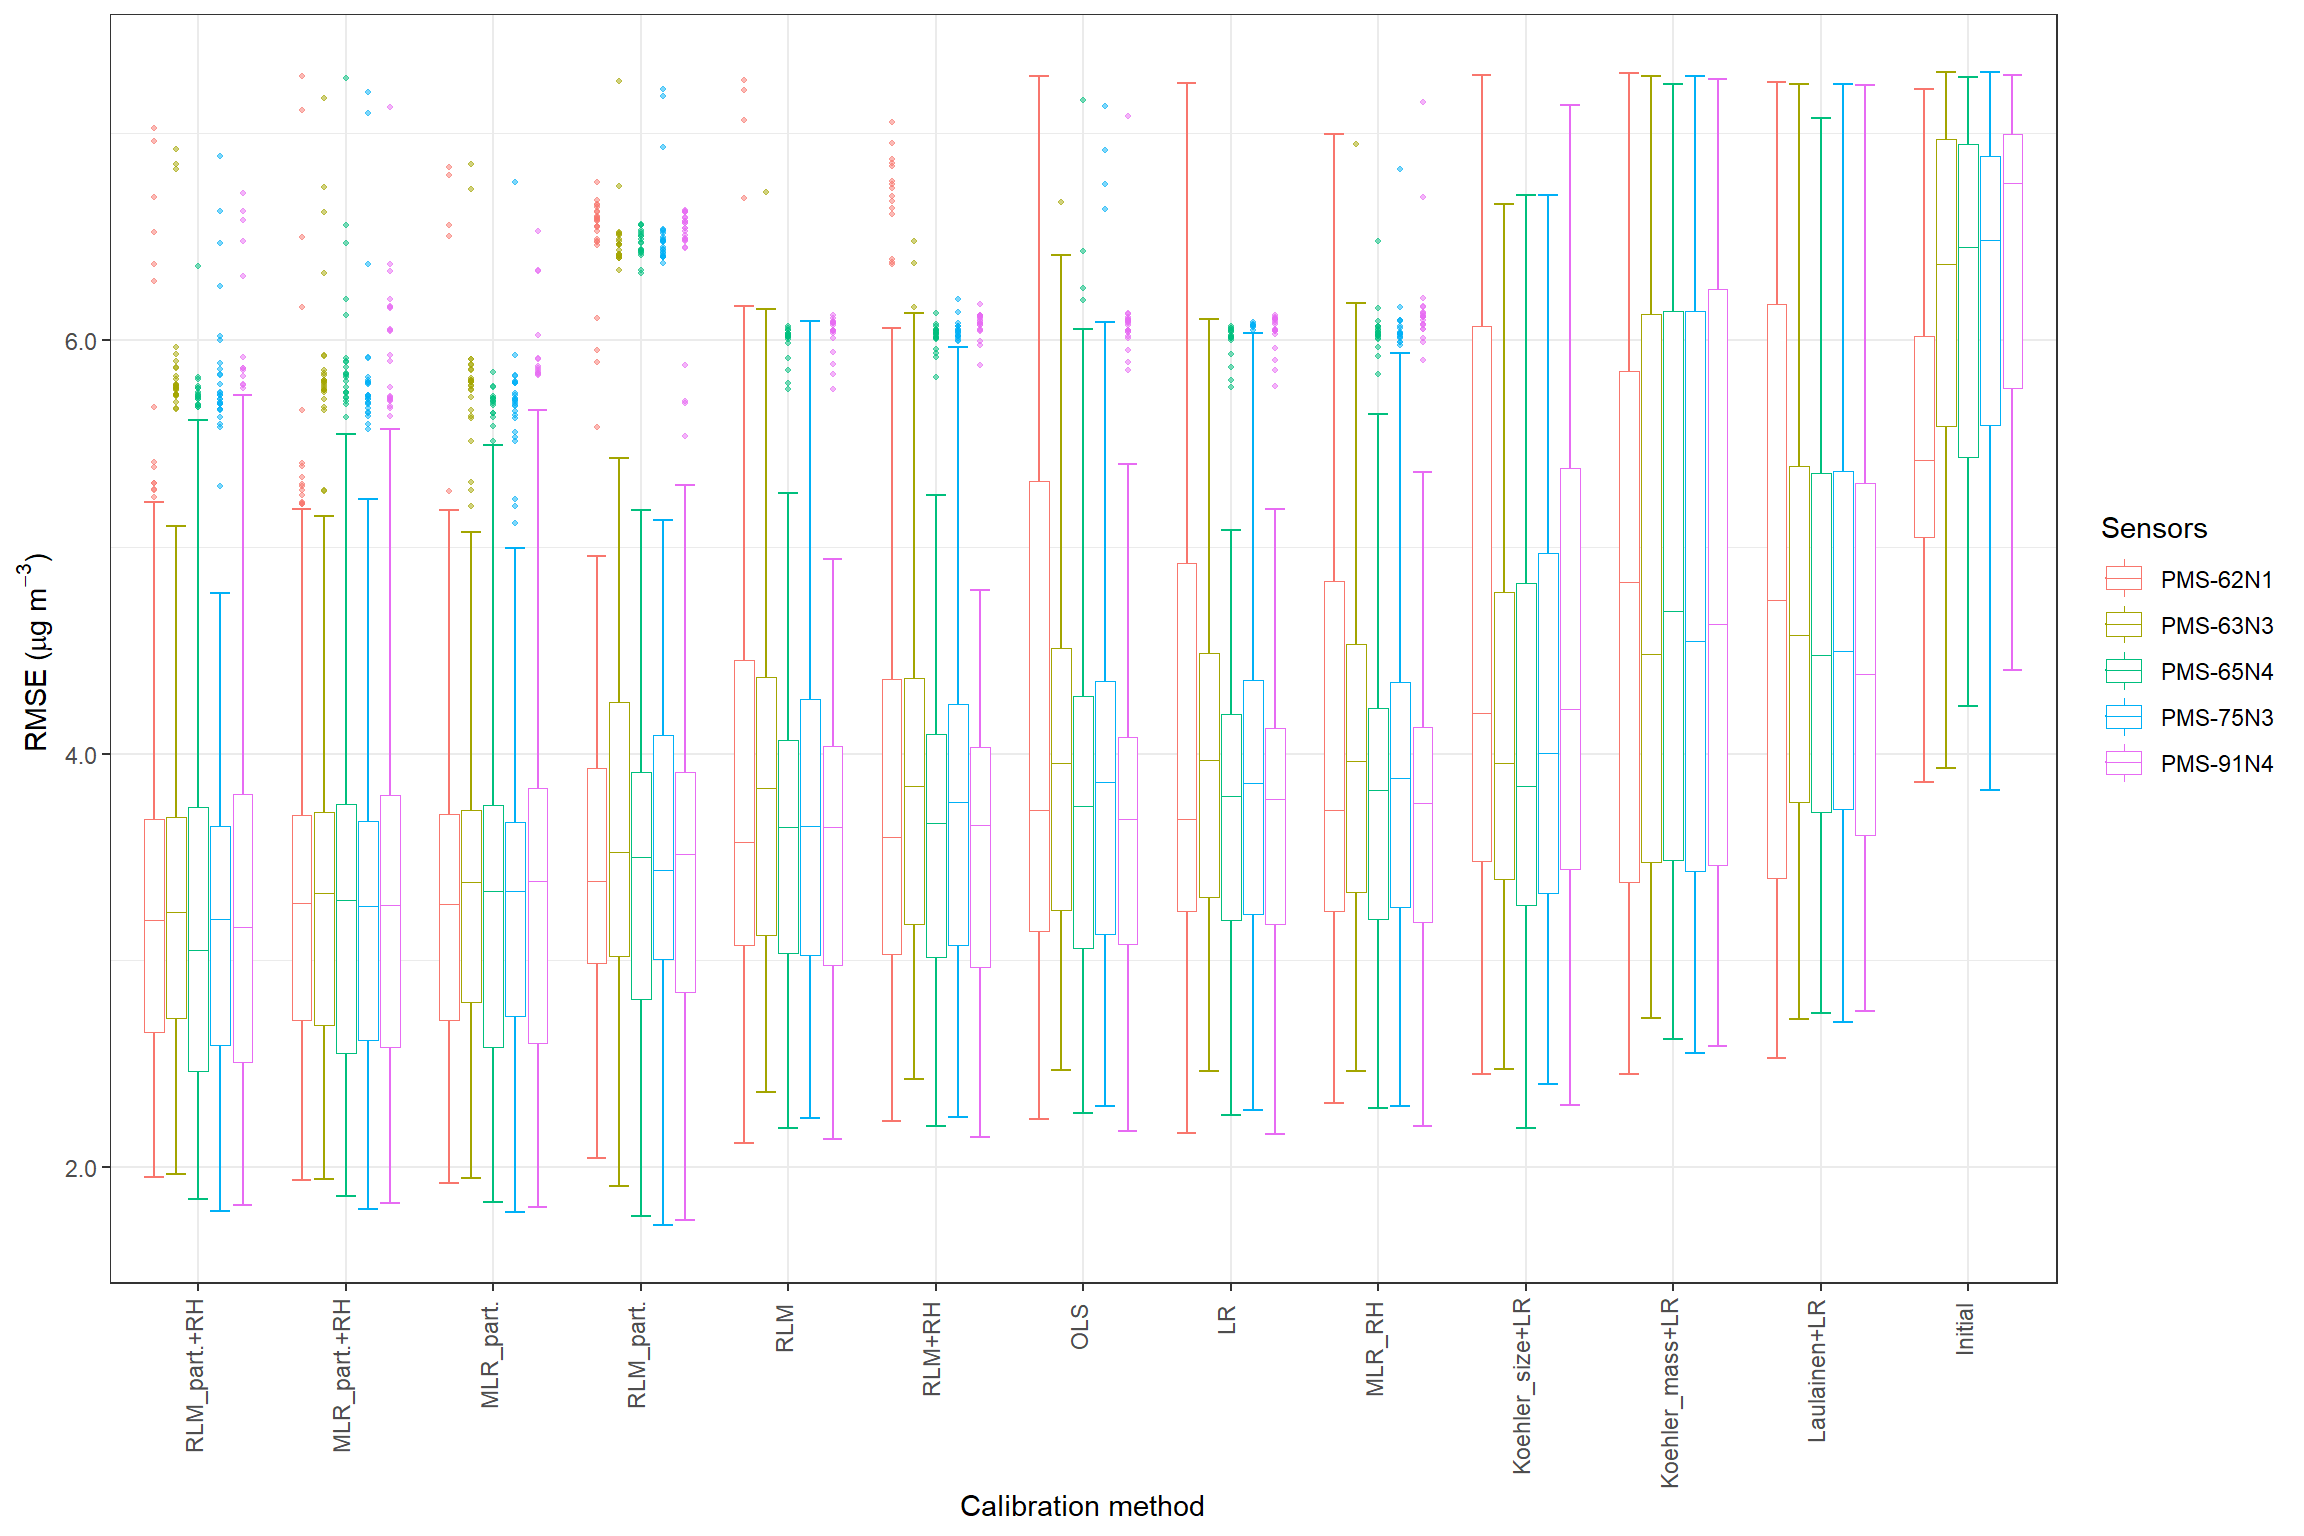 RMSE (µg m⁻³)
6.0
4.0
2.0
RLM_part.+RH
MLR_part.+RH
MLR_part.
RLM_part.
RLM
RLM+RH
OLS
LR
MLR_RH
Koehler_size+LR
Koehler_mass+LR
Laulainen+LR
Initial
Calibration method
Sensors
PMS-62N1
PMS-63N3
PMS-65N4
PMS-75N3
PMS-91N4